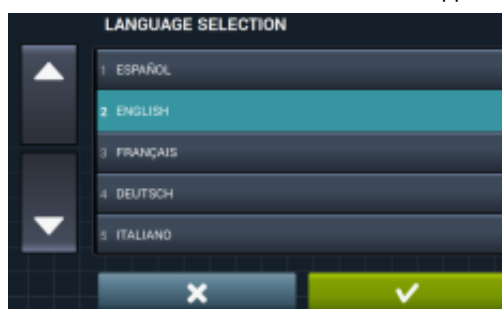 LANGUAGE SELECTION
1 ESPAÑOL
2 ENGLISH
3 FRANÇAIS
4 DEUTSCH
5 ITALIANO